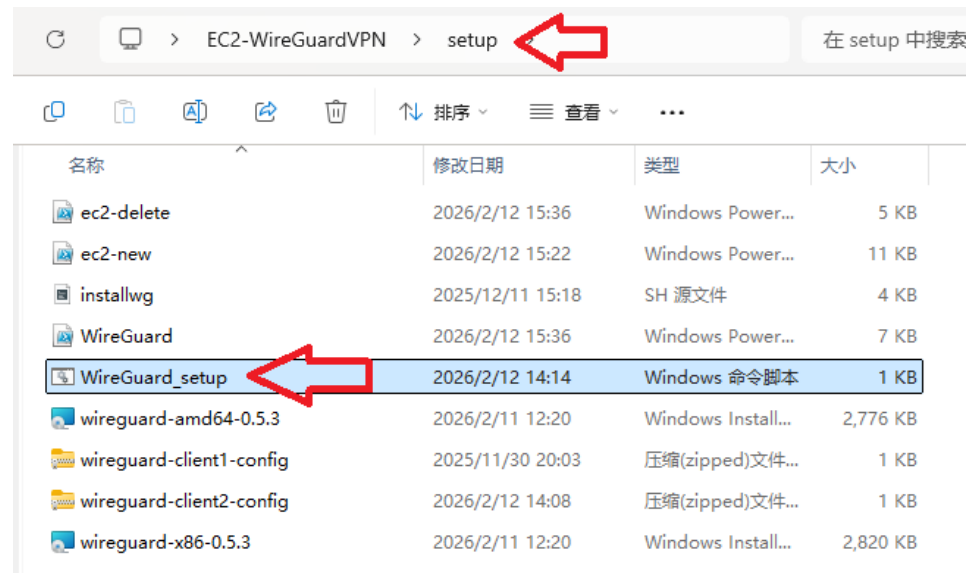 EC2-WireGuardVPN > setup >
在 setup 中搜索
排序 查看 •••
名称 修改日期 类型 大小
ec2-delete 2026/2/12 15:36 Windows Power... 5 KB
ec2-new 2026/2/12 15:22 Windows Power... 11 KB
installwg 2025/12/11 15:18 SH 源文件 4 KB
WireGuard 2026/2/12 15:36 Windows Power... 7 KB
WireGuard_setup 2026/2/12 14:14 Windows 命令脚本 1 KB
wireguard-amd64-0.5.3 2026/2/11 12:20 Windows Install... 2,776 KB
wireguard-client1-config 2025/11/30 20:03 压缩(zipped)文件... 1 KB
wireguard-client2-config 2026/2/12 14:08 压缩(zipped)文件... 1 KB
wireguard-x86-0.5.3 2026/2/11 12:20 Windows Install... 2,820 KB